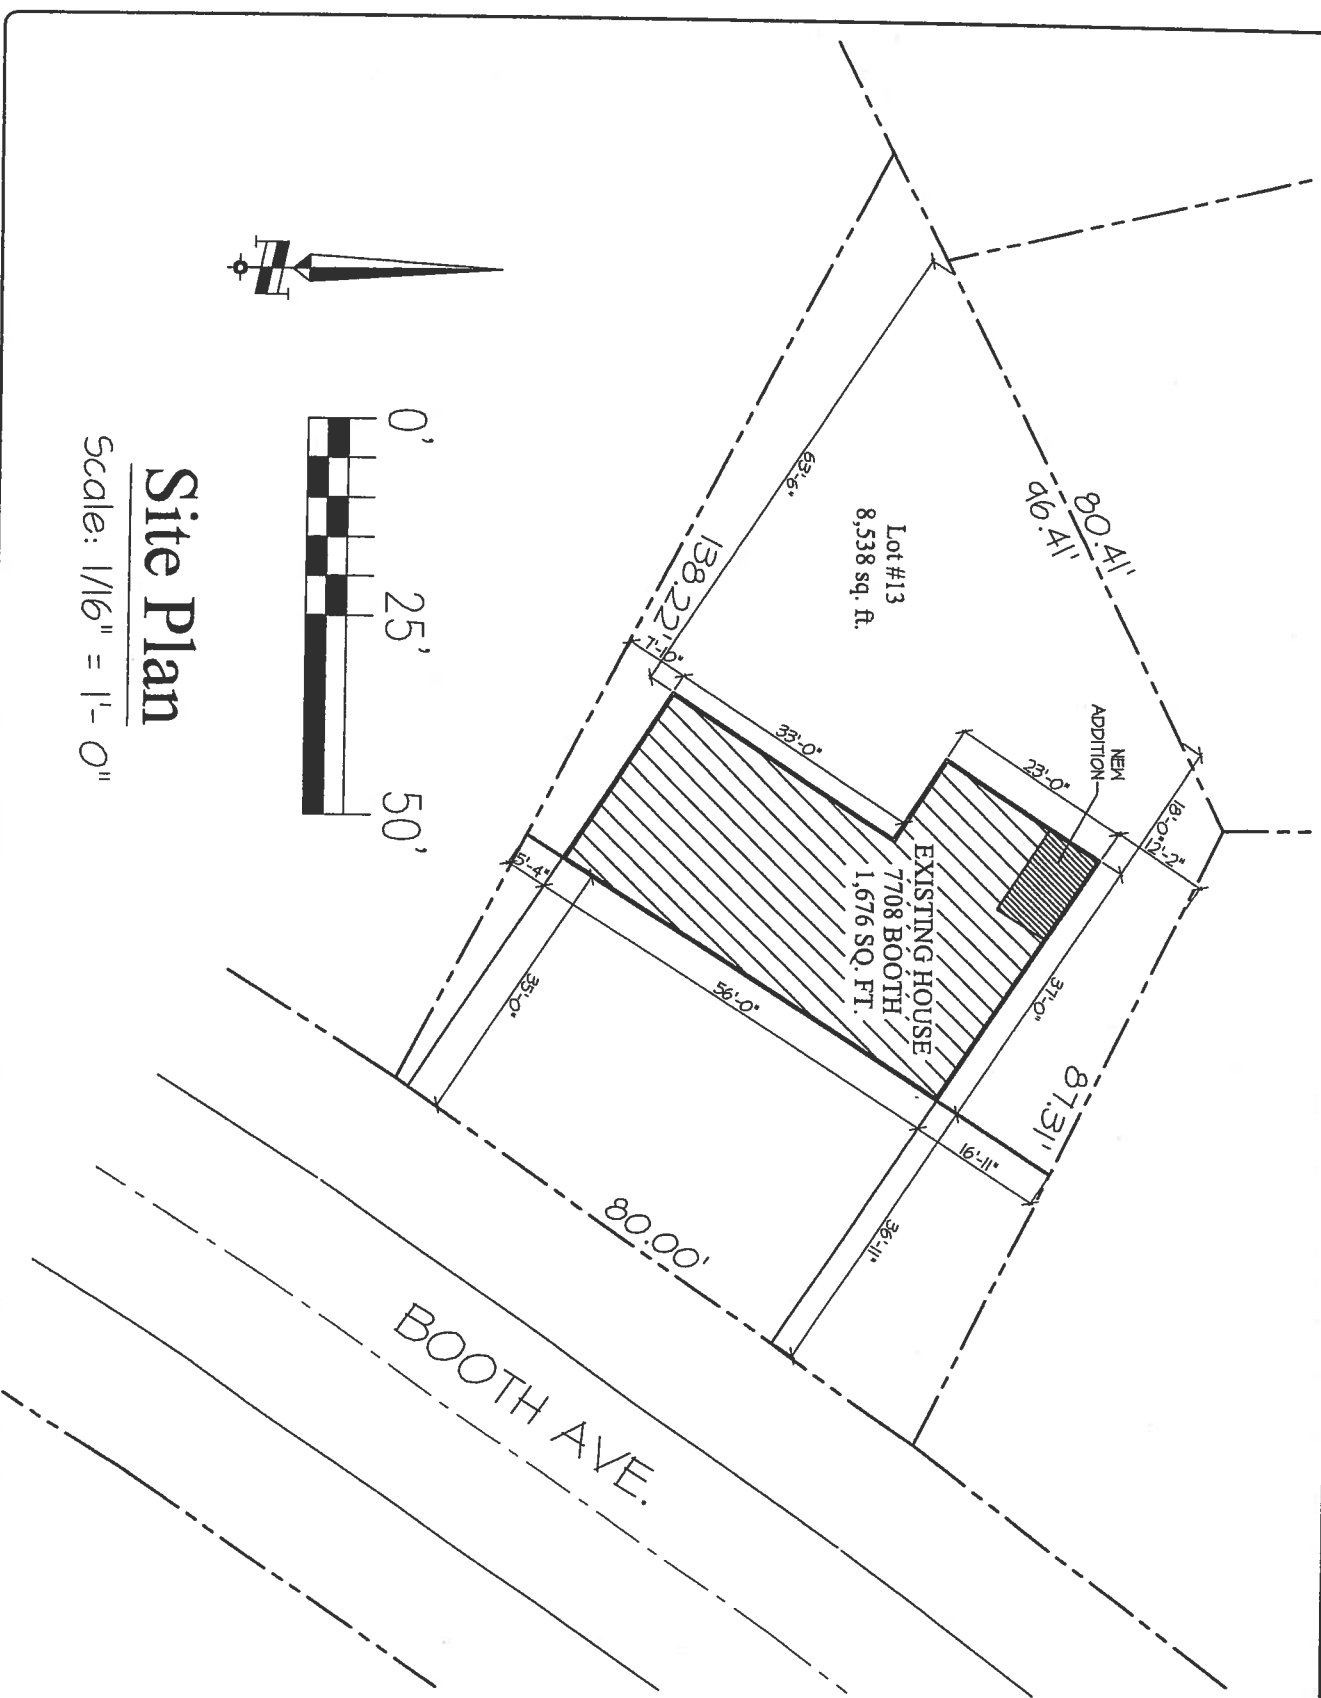 80.41'
96.41'
63'-6"
Lot #13
8,538 sq. ft.
138.22'
7'-10"
33'-0"
23'-0"
NEW
ADDITION
18'-0"
12'-2"
EXISTING HOUSE
7708 BOOTH
1,676 SQ. FT.
37'-0"
87.31'
5'-4"
35'-0"
56'-0"
16'-11"
36'-11"
80.00'
BOOTH AVE.
N
0'
25'
50'
Site Plan
Scale: 1/16" = 1'-0"